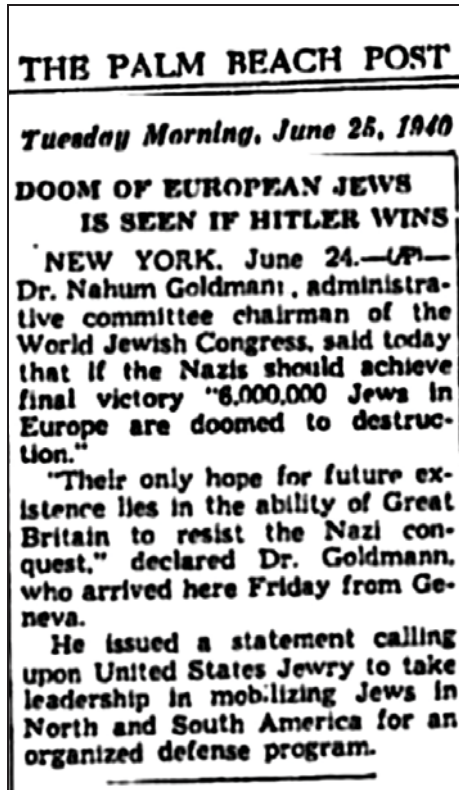 THE PALM BEACH POST
Tuesday Morning, June 25, 1940
DOOM OF EUROPEAN JEWS
IS SEEN IF HITLER WINS
NEW YORK, June 24.—(AP)—
Dr. Nahum Goldmann, administra-
tive committee chairman of the
World Jewish Congress, said today
that if the Nazis should achieve
final victory "6,000,000 Jews in
Europe are doomed to destruc-
tion."
"Their only hope for future ex-
istence lies in the ability of Great
Britain to resist the Nazi con-
quest," declared Dr. Goldmann,
who arrived here Friday from Ge-
neva.
He issued a statement calling
upon United States Jewry to take
leadership in mobilizing Jews in
North and South America for an
organized defense program.